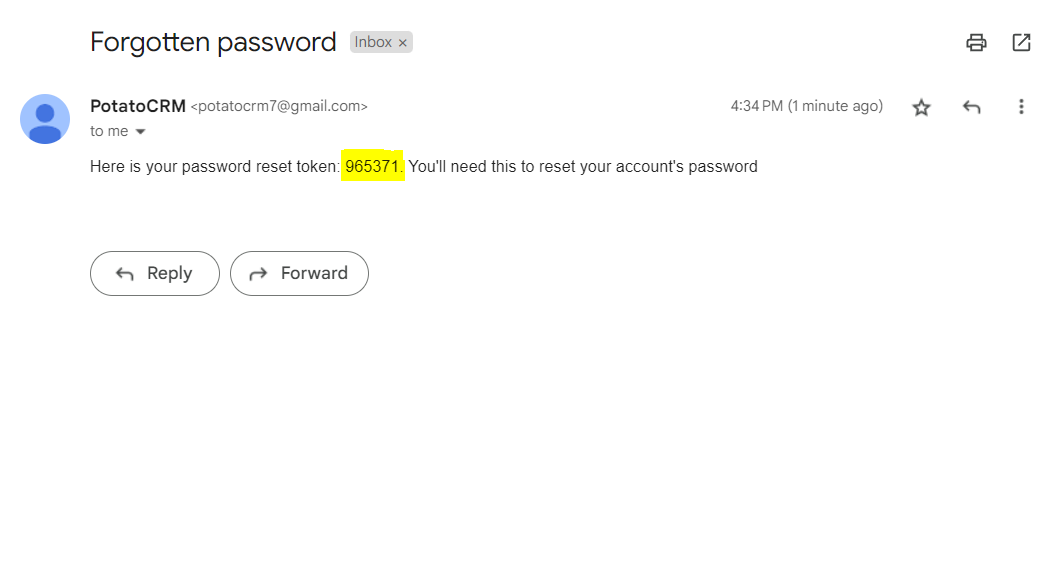 Forgotten password Inbox ×
PotatoCRM <potatocrm7@gmail.com> 4:34 PM (1 minute ago)
to me
Here is your password reset token: 965371. You'll need this to reset your account's password
Reply Forward